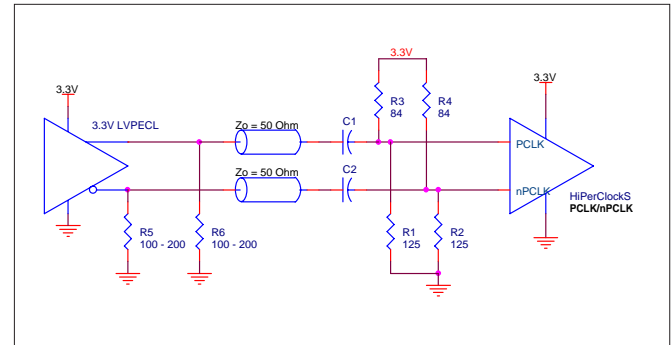 3.3V
3.3V
3.3V LVPECL
Zo = 50 Ohm
C1
R3
84
R4
84
3.3V
PCLK
Zo = 50 Ohm
C2
nPCLK
HiPerClockS
PCLK/nPCLK
R5
100 - 200
R6
100 - 200
R1
125
R2
125